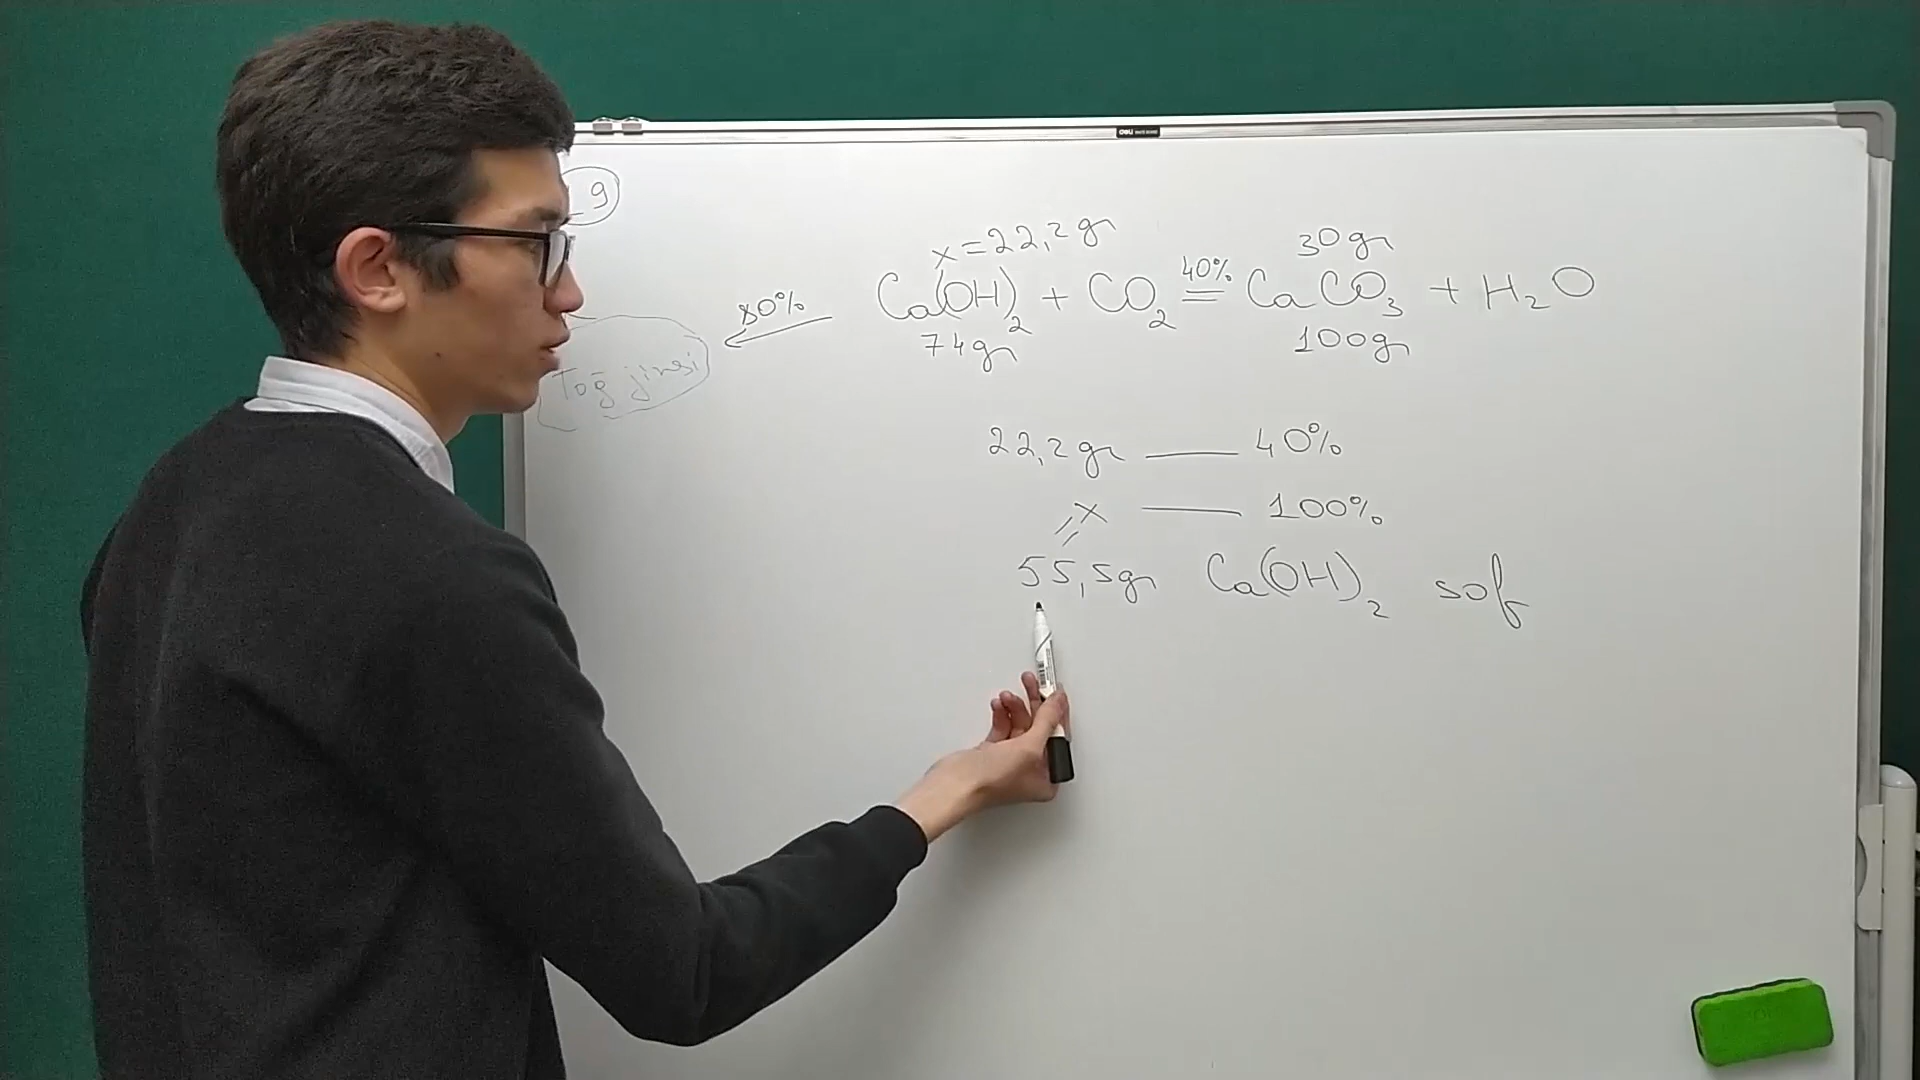 deli
9
x=22,2gr 30gr
80% Ca(OH)₂ + CO₂ 40%= CaCO₃ + H₂O
Tog̃ jinsi 74gr 100gr
22,2gr — 40%
x — 100%
55,5gr Ca(OH)₂ sof